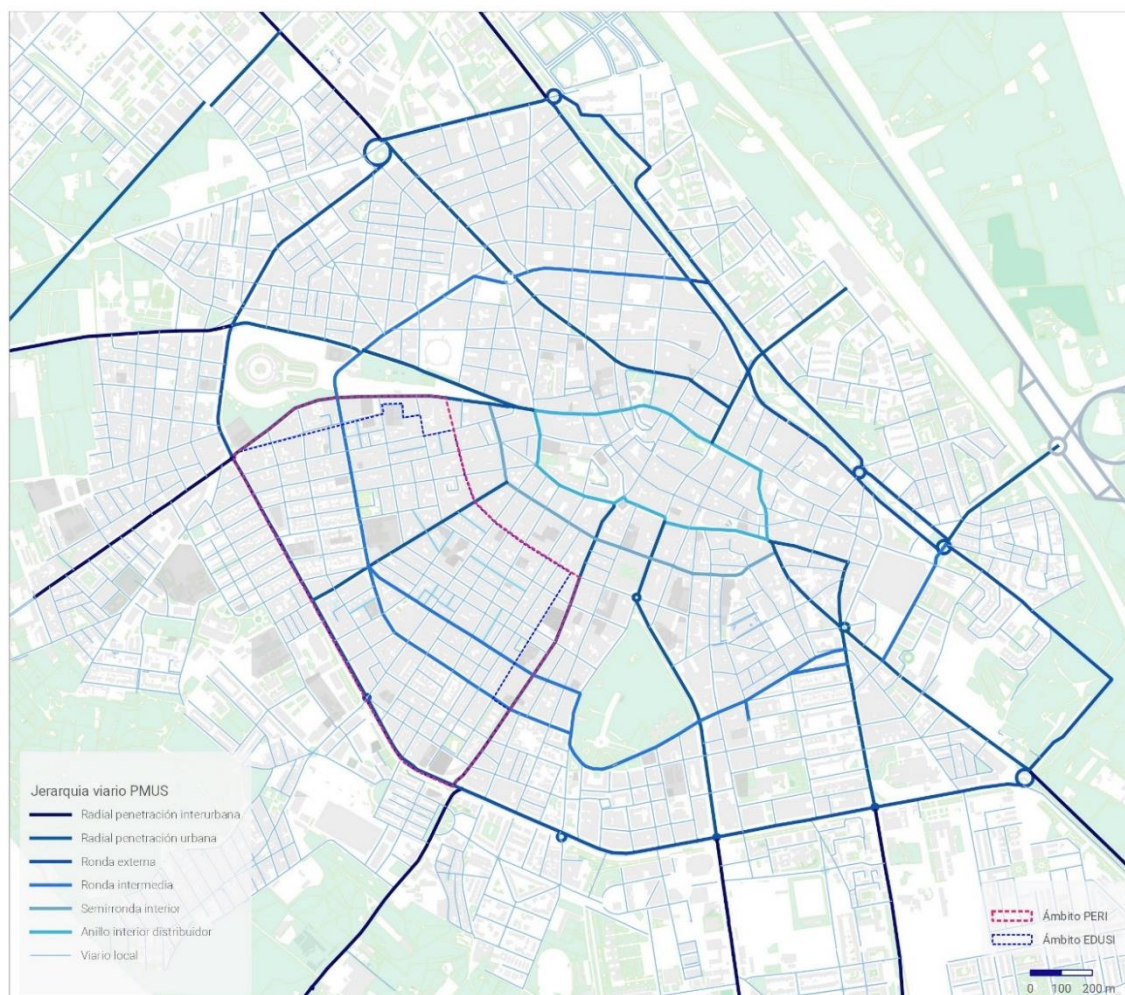 Jerarquia viario PMUS
Radial penetración interurbana
Radial penetración urbana
Ronda externa
Ronda intermedia
Semirronda interior
Anillo interior distribuidor
Viario local
Ámbito PERI
Ámbito EDUSI
0 100 200 m